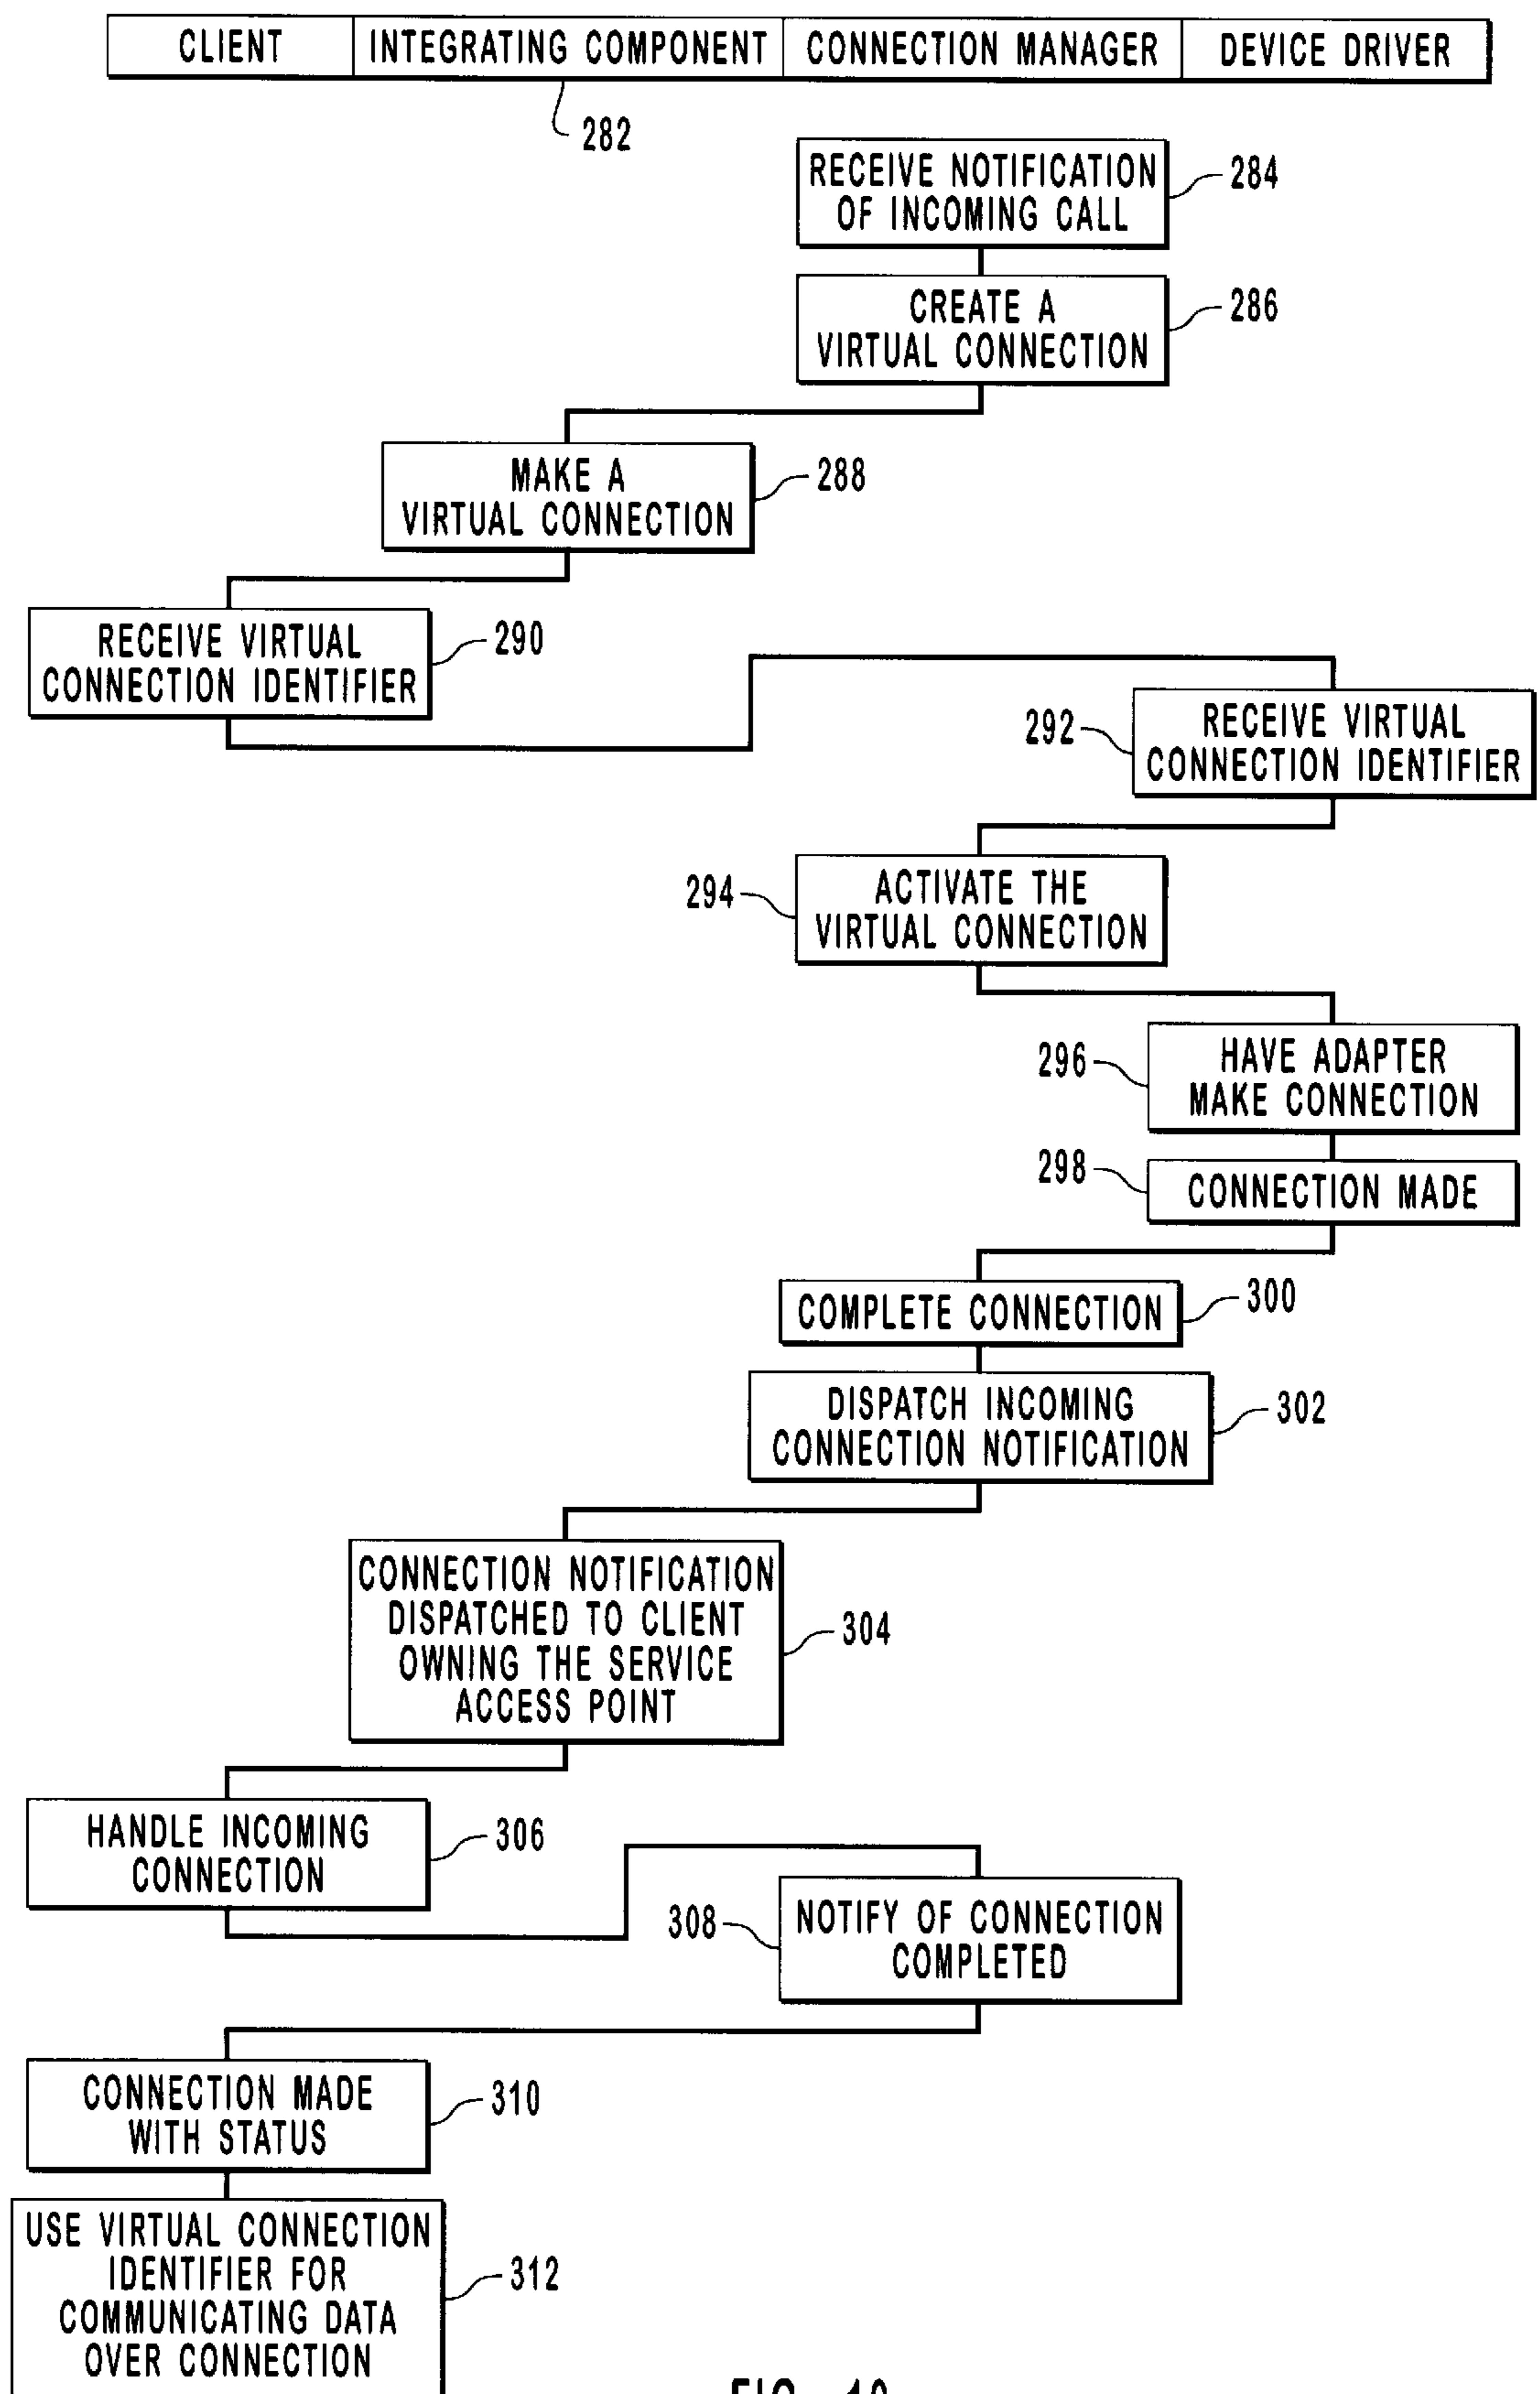 CLIENT INTEGRATING COMPONENT CONNECTION MANAGER DEVICE DRIVER
282
RECEIVE NOTIFICATION
OF INCOMING CALL
284
CREATE A
VIRTUAL CONNECTION
286
MAKE A
VIRTUAL CONNECTION
288
RECEIVE VIRTUAL
CONNECTION IDENTIFIER
290
292
RECEIVE VIRTUAL
CONNECTION IDENTIFIER
294
ACTIVATE THE
VIRTUAL CONNECTION
296
HAVE ADAPTER
MAKE CONNECTION
298
CONNECTION MADE
COMPLETE CONNECTION
300
DISPATCH INCOMING
CONNECTION NOTIFICATION
302
CONNECTION NOTIFICATION
DISPATCHED TO CLIENT
OWNING THE SERVICE
ACCESS POINT
304
HANDLE INCOMING
CONNECTION
306
308
NOTIFY OF CONNECTION
COMPLETED
CONNECTION MADE
WITH STATUS
310
USE VIRTUAL CONNECTION
IDENTIFIER FOR
COMMUNICATING DATA
OVER CONNECTION
312